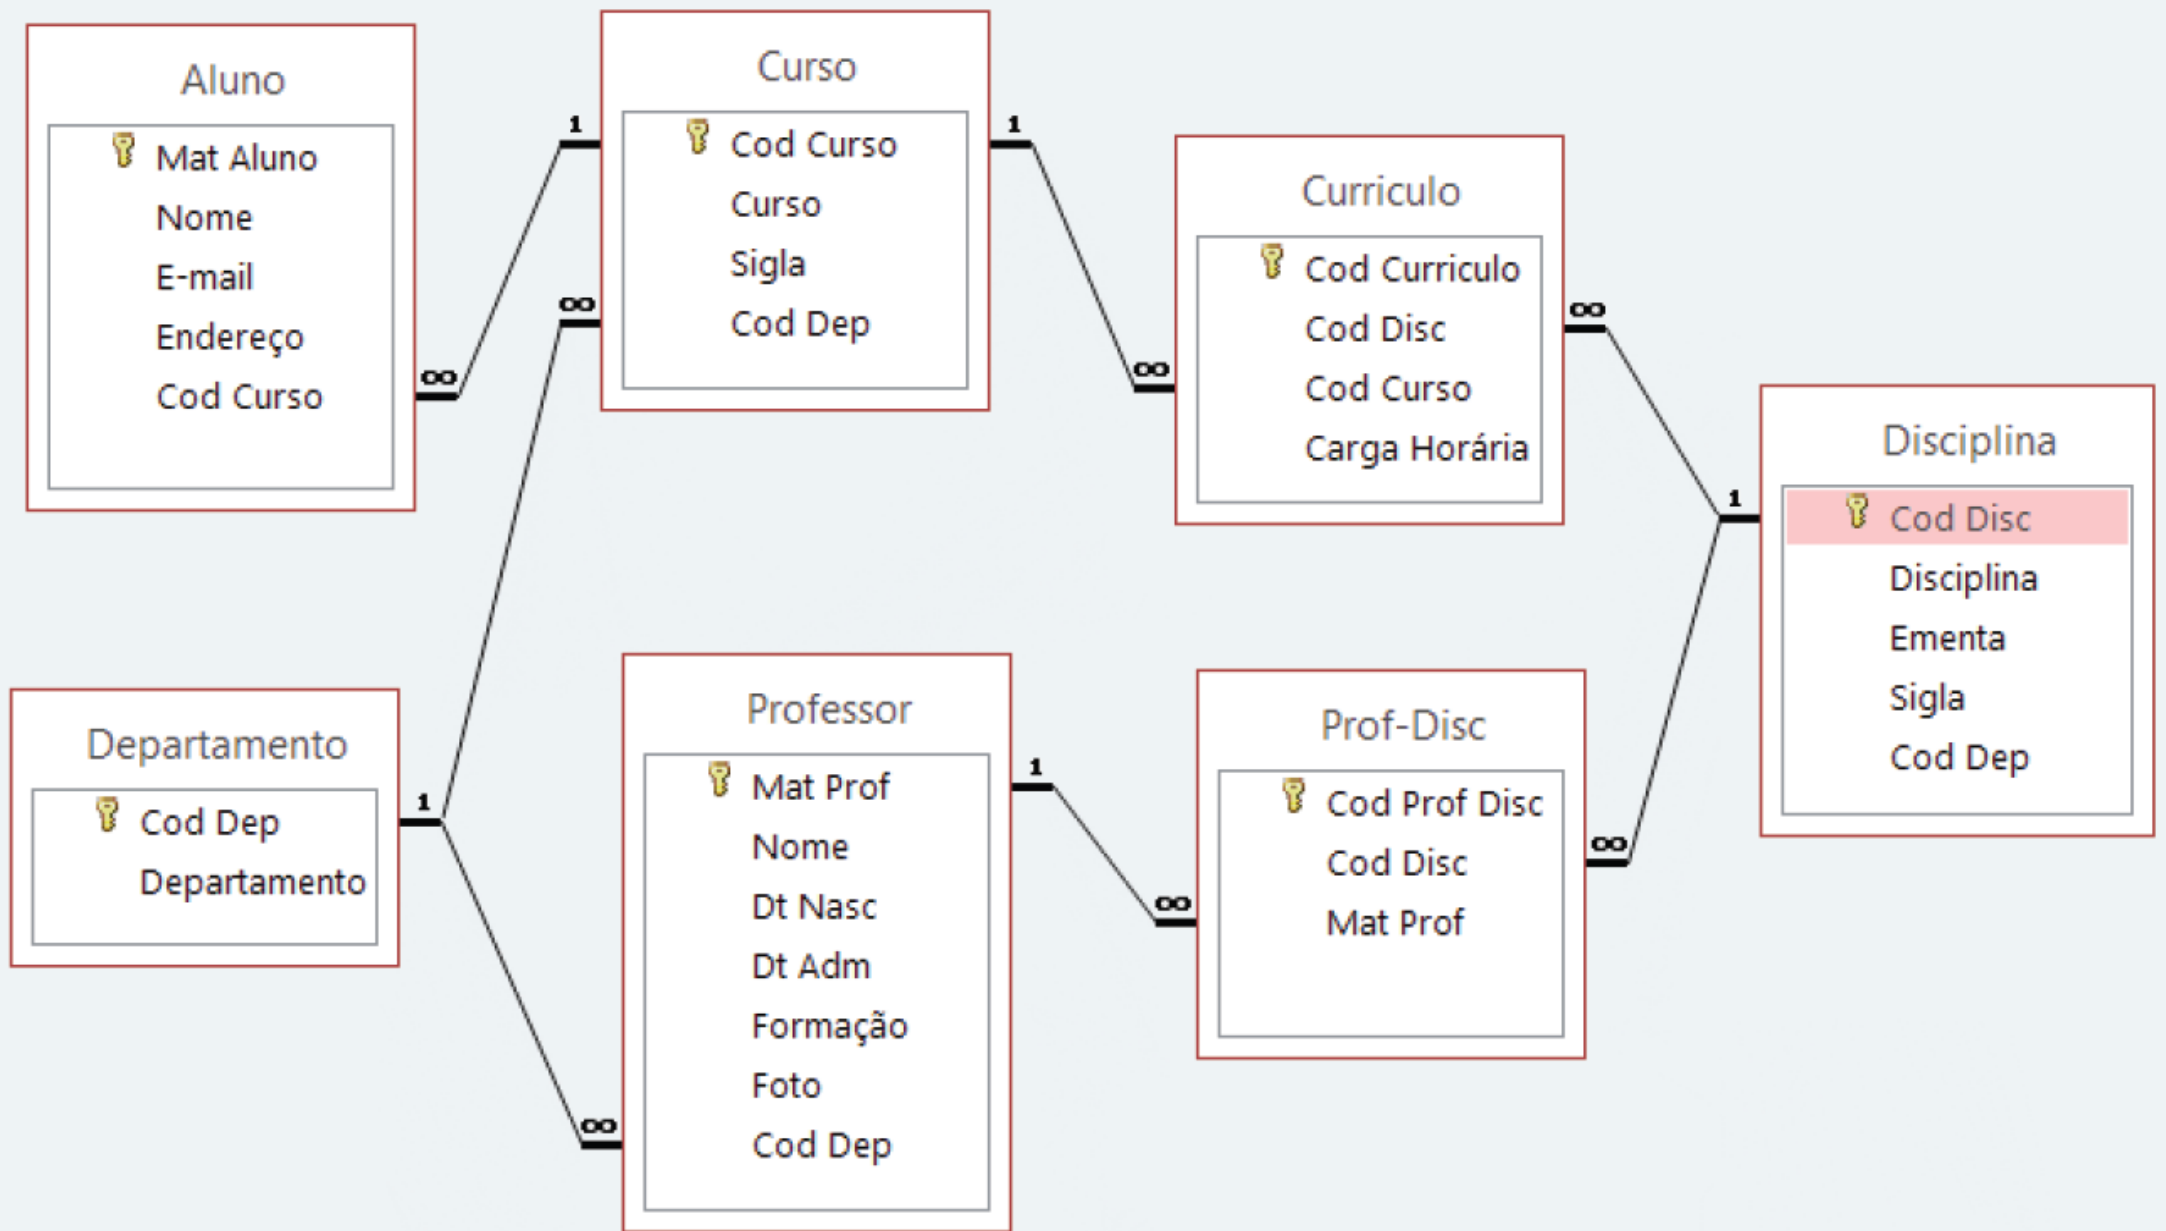 Aluno
Mat Aluno
Nome
E-mail
Endereço
Cod Curso
∞
1
∞
Curso
Cod Curso
Curso
Sigla
Cod Dep
1
∞
Curriculo
Cod Curriculo
Cod Disc
Cod Curso
Carga Horária
∞
1
Disciplina
Cod Disc
Disciplina
Ementa
Sigla
Cod Dep
Departamento
Cod Dep
Departamento
1
∞
Professor
Mat Prof
Nome
Dt Nasc
Dt Adm
Formação
Foto
Cod Dep
1
∞
Prof-Disc
Cod Prof Disc
Cod Disc
Mat Prof
∞